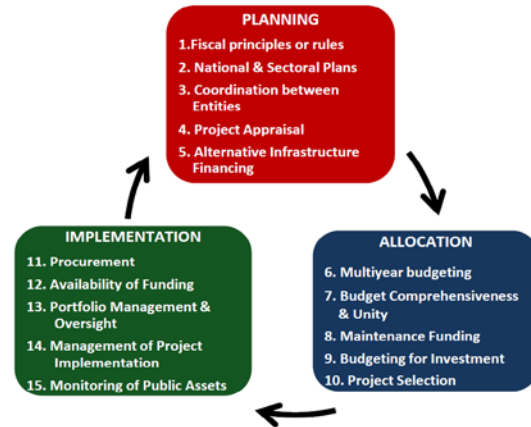 PLANNING
1.Fiscal principles or rules
2. National & Sectoral Plans
3. Coordination between
Entities
4. Project Appraisal
5. Alternative Infrastructure
Financing
ALLOCATION
6. Multiyear budgeting
7. Budget Comprehensiveness
& Unity
8. Maintenance Funding
9. Budgeting for Investment
10. Project Selection
IMPLEMENTATION
11. Procurement
12. Availability of Funding
13. Portfolio Management &
Oversight
14. Management of Project
Implementation
15. Monitoring of Public Assets